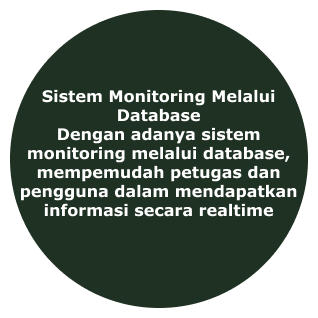 Sistem Monitoring Melalui
Database
Dengan adanya sistem
monitoring melalui database,
mempemudah petugas dan
pengguna dalam mendapatkan
informasi secara realtime